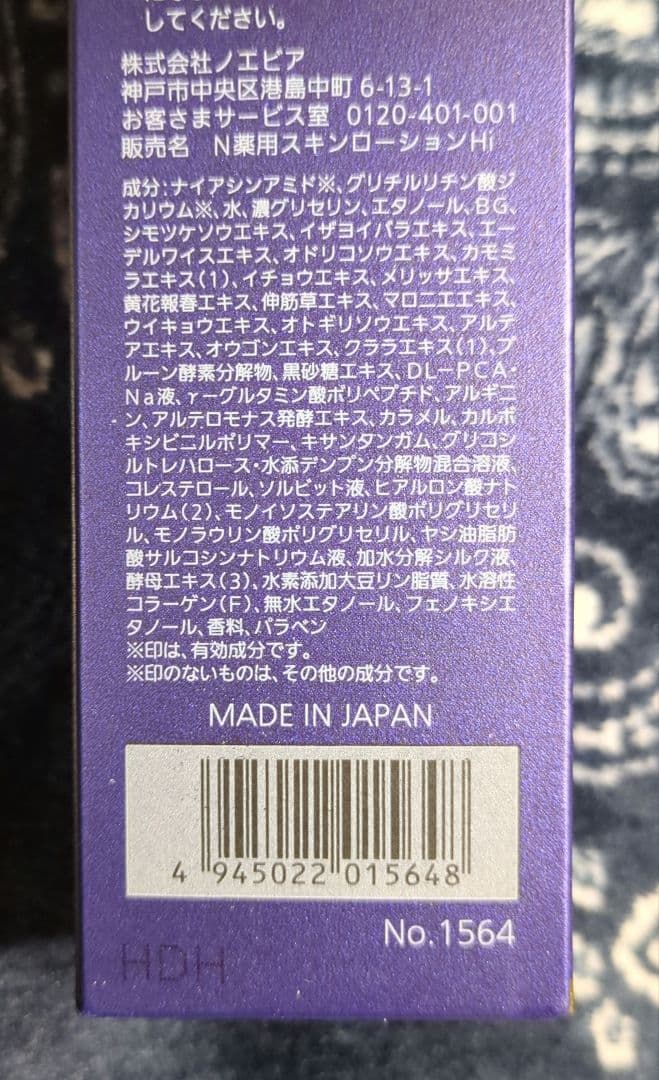 してください。
株式会社ノエビア
神戸市中央区港島中町6-13-1
お客さまサービス室 0120-401-001
販売名 N薬用スキンローションHi
成分:ナイアシンアミド※、グリチルリチン酸ジ
カリウム※、水、濃グリセリン、エタノール、BG、
シモツケソウエキス、イザヨイバラエキス、エー
デルワイスエキス、オドリコソウエキス、カモミ
ラエキス(1)、イチョウエキス、メリッサエキス、
黄花報春エキス、伸筋草エキス、マロニエエキス、
ウイキョウエキス、オトギリソウエキス、アルテ
アエキス、オウゴンエキス、クララエキス(1)、プ
ルーン酵素分解物、黒砂糖エキス、DL-PCA・
Na液、γ-グルタミン酸ポリペプチド、アルギニ
ン、アルテロモナス発酵エキス、カラメル、カルボ
キシビニルポリマー、キサンタンガム、グリコシ
ルトレハロース・水添デンプン分解物混合溶液、
コレステロール、ソルビット液、ヒアルロン酸ナト
リウム(2)、モノイソステアリン酸ポリグリセリ
ル、モノラウリン酸ポリグリセリル、ヤシ油脂肪
酸サルコシンナトリウム液、加水分解シルク液、
酵母エキス(3)、水素添加大豆リン脂質、水溶性
コラーゲン(F)、無水エタノール、フェノキシエ
タノール、香料、パラベン
※印は、有効成分です。
※印のないものは、その他の成分です。
MADE IN JAPAN
4 945022 015648
No.1564
HDH